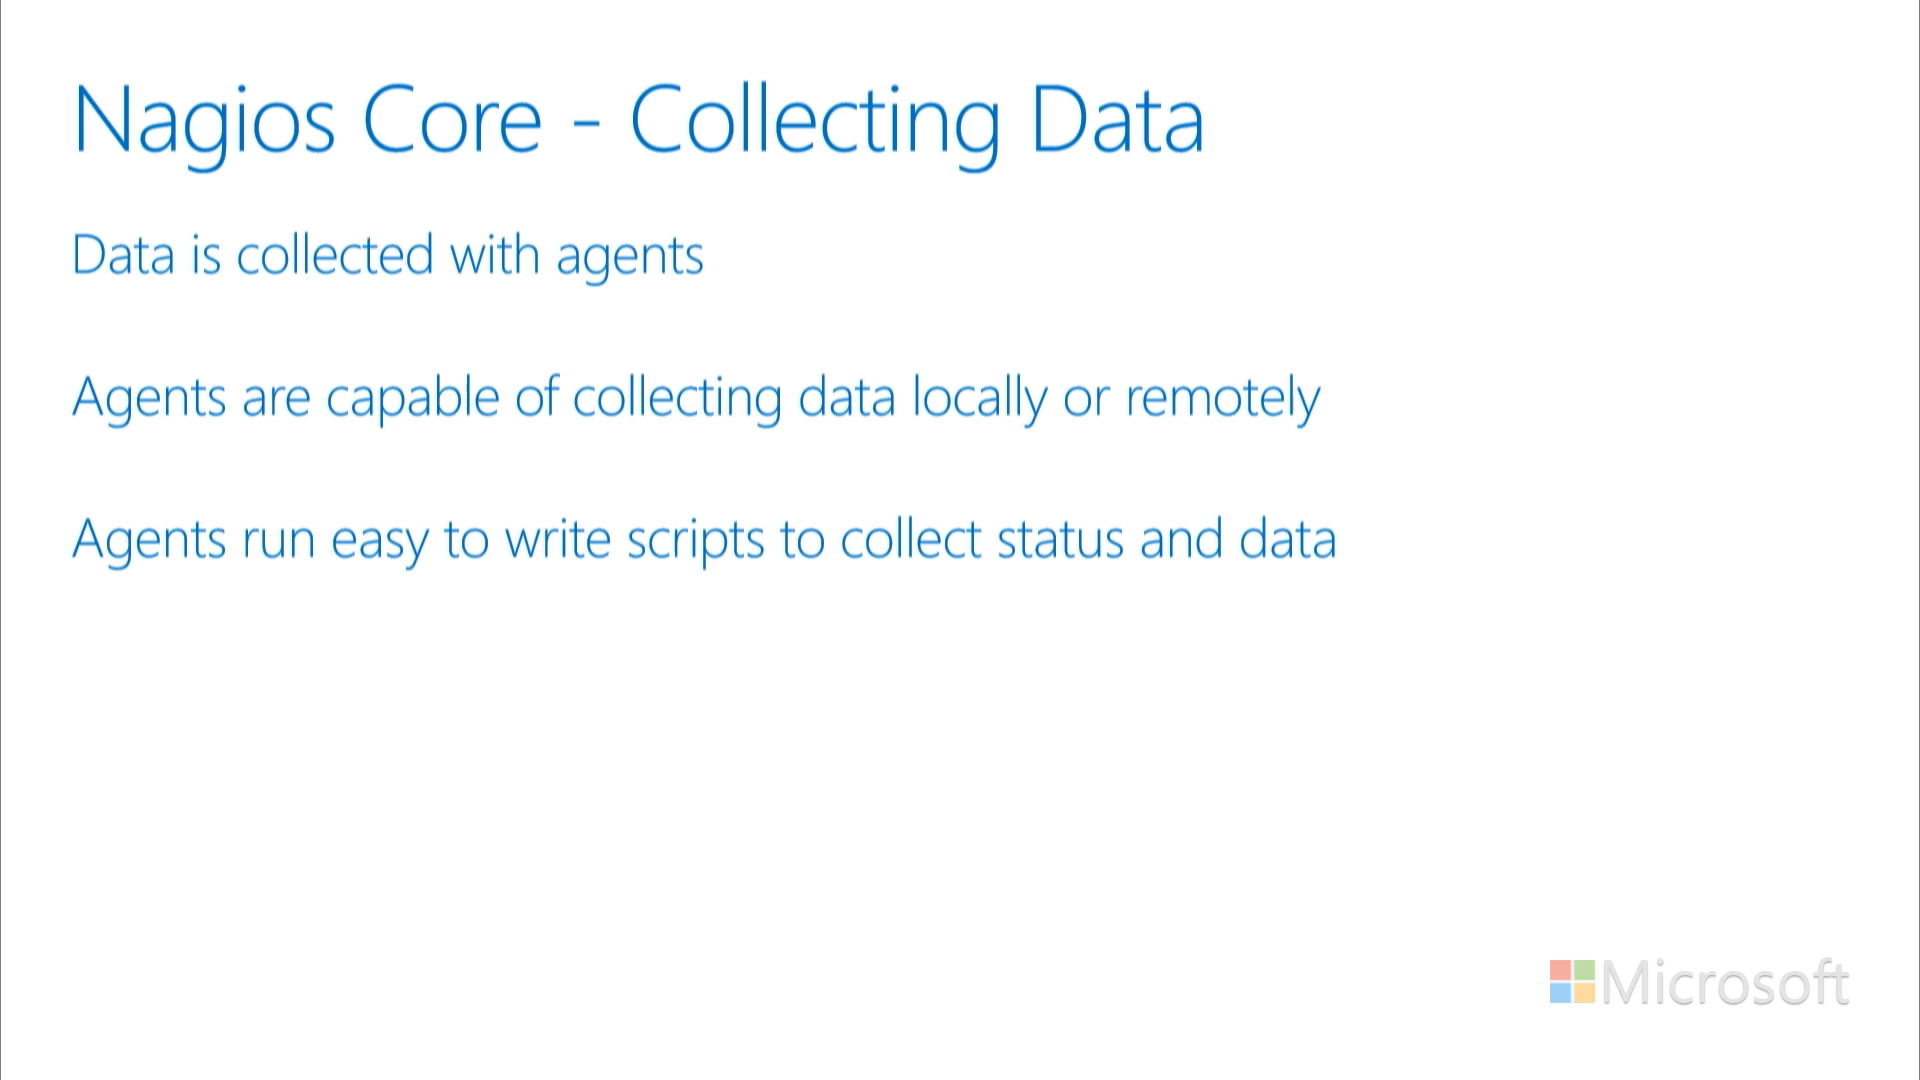 Nagios Core - Collecting Data
Data is collected with agents
Agents are capable of collecting data locally or remotely
Agents run easy to write scripts to collect status and data
Microsoft